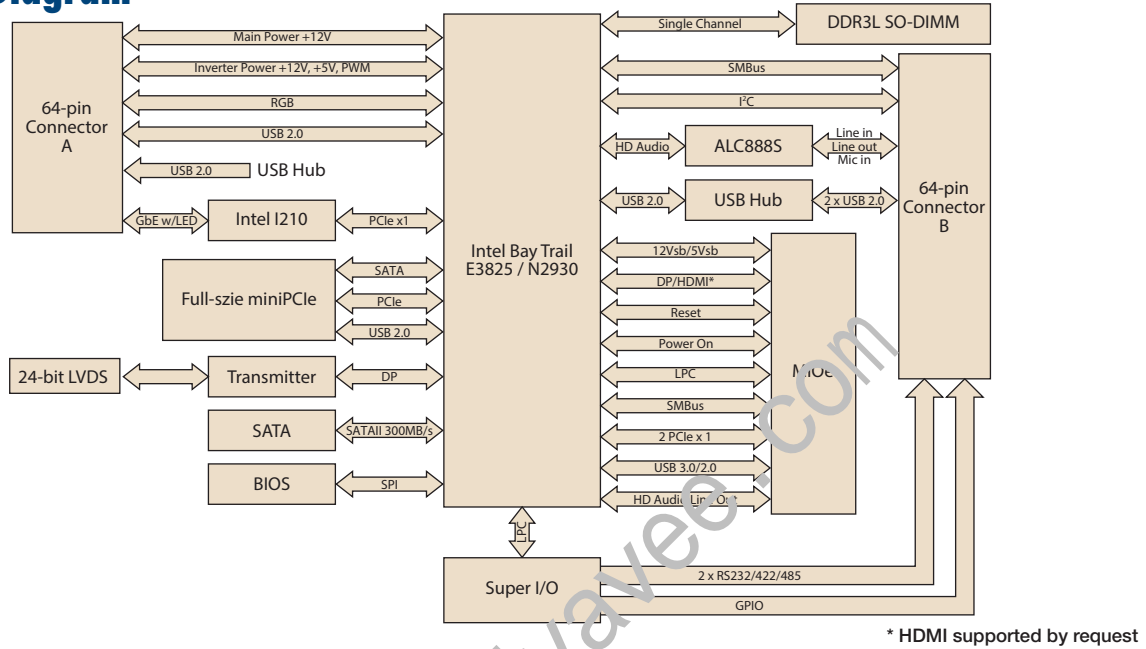 Main Power +12V
Inverter Power +12V, +5V, PWM
RGB
USB 2.0
64-pin
Connector
A
USB 2.0
USB Hub
GbE w/LED
Intel I210
PCIe x1
Full-szie miniPCIe
SATA
PCIe
USB 2.0
24-bit LVDS
Transmitter
DP
SATA
SATAII 300MB/s
BIOS
SPI
Intel Bay Trail
E3825 / N2930
Single Channel
DDR3L SO-DIMM
SMBus
I²C
HD Audio
ALC888S
Line in
Line out
Mic in
USB 2.0
USB Hub
2 x USB 2.0
64-pin
Connector
B
12Vsb/5Vsb
DP/HDMI*
Reset
Power On
LPC
SMBus
2 PCIe x 1
USB 3.0/2.0
HD Audio Line Out
MIOe
LPC
Super I/O
2 x RS232/422/485
GPIO
* HDMI supported by request